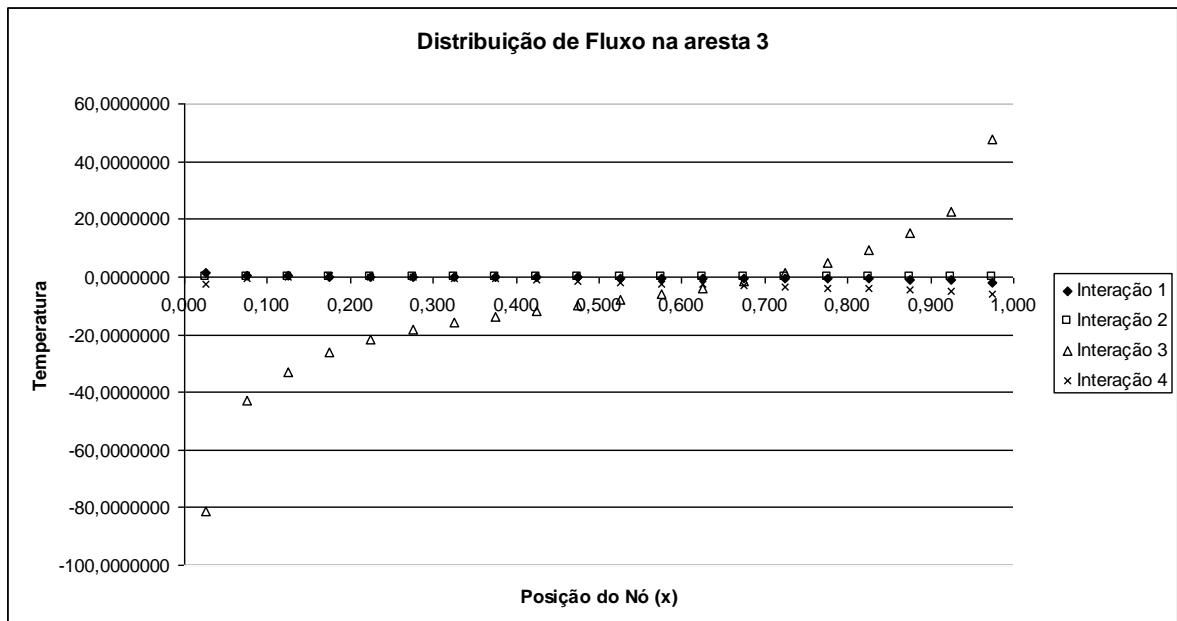 Distribuição de Fluxo na aresta 3
60,0000000
40,0000000
20,0000000
0,0000000
-20,0000000
-40,0000000
-60,0000000
-80,0000000
-100,0000000
0,000 0,100 0,200 0,300 0,400 0,500 0,600 0,700 0,800 0,900 1,000
Temperatura
Posição do Nó (x)
Interação 1
Interação 2
Interação 3
Interação 4